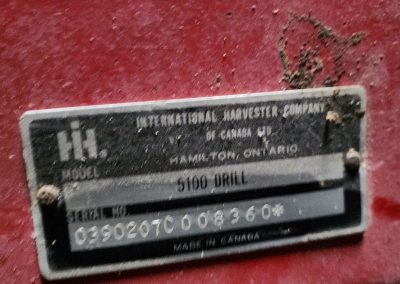 INTERNATIONAL HARVESTER COMPANY
OF CANADA LTD.
IH®
HAMILTON, ONTARIO
MODEL
5100 DRILL
SERIAL NO.
0390207C008360*
MADE IN CANADA